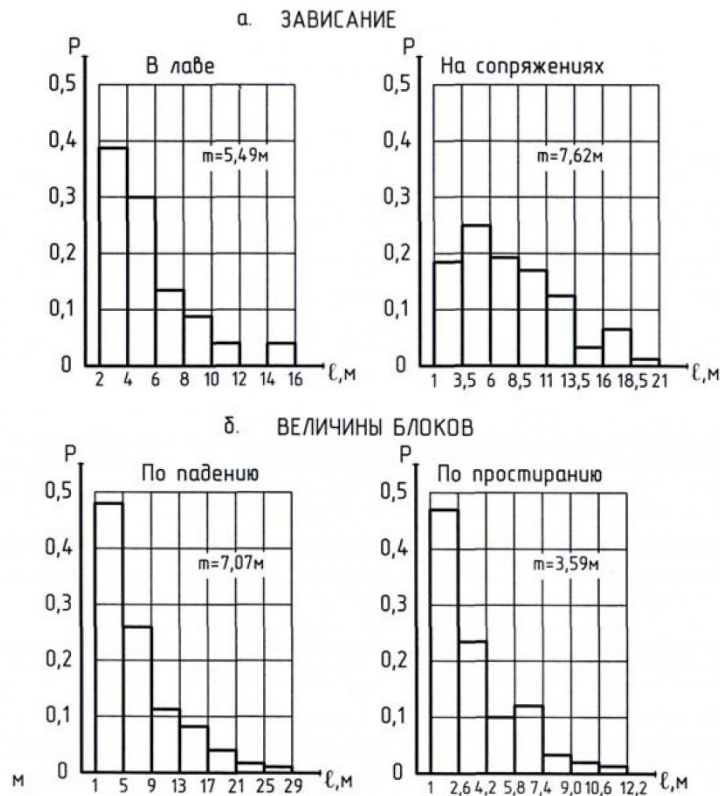 а. ЗАВИСАНИЕ
P
В лаве
0,5
0,4
0,3
0,2
0,1
0
m=5,49м
2 4 6 8 10 12 14 16 ℓ,м
P
На сопряжениях
0,5
0,4
0,3
0,2
0,1
0
m=7,62м
1 3,5 6 8,5 11 13,5 16 18,5 21 ℓ,м
б. ВЕЛИЧИНЫ БЛОКОВ
P
По падению
0,5
0,4
0,3
0,2
0,1
0
m=7,07м
м
1 5 9 13 17 21 25 29 ℓ,м
P
По простиранию
0,5
0,4
0,3
0,2
0,1
0
m=3,59м
1 2,6 4,2 5,8 7,4 9,0 10,6 12,2 ℓ,м